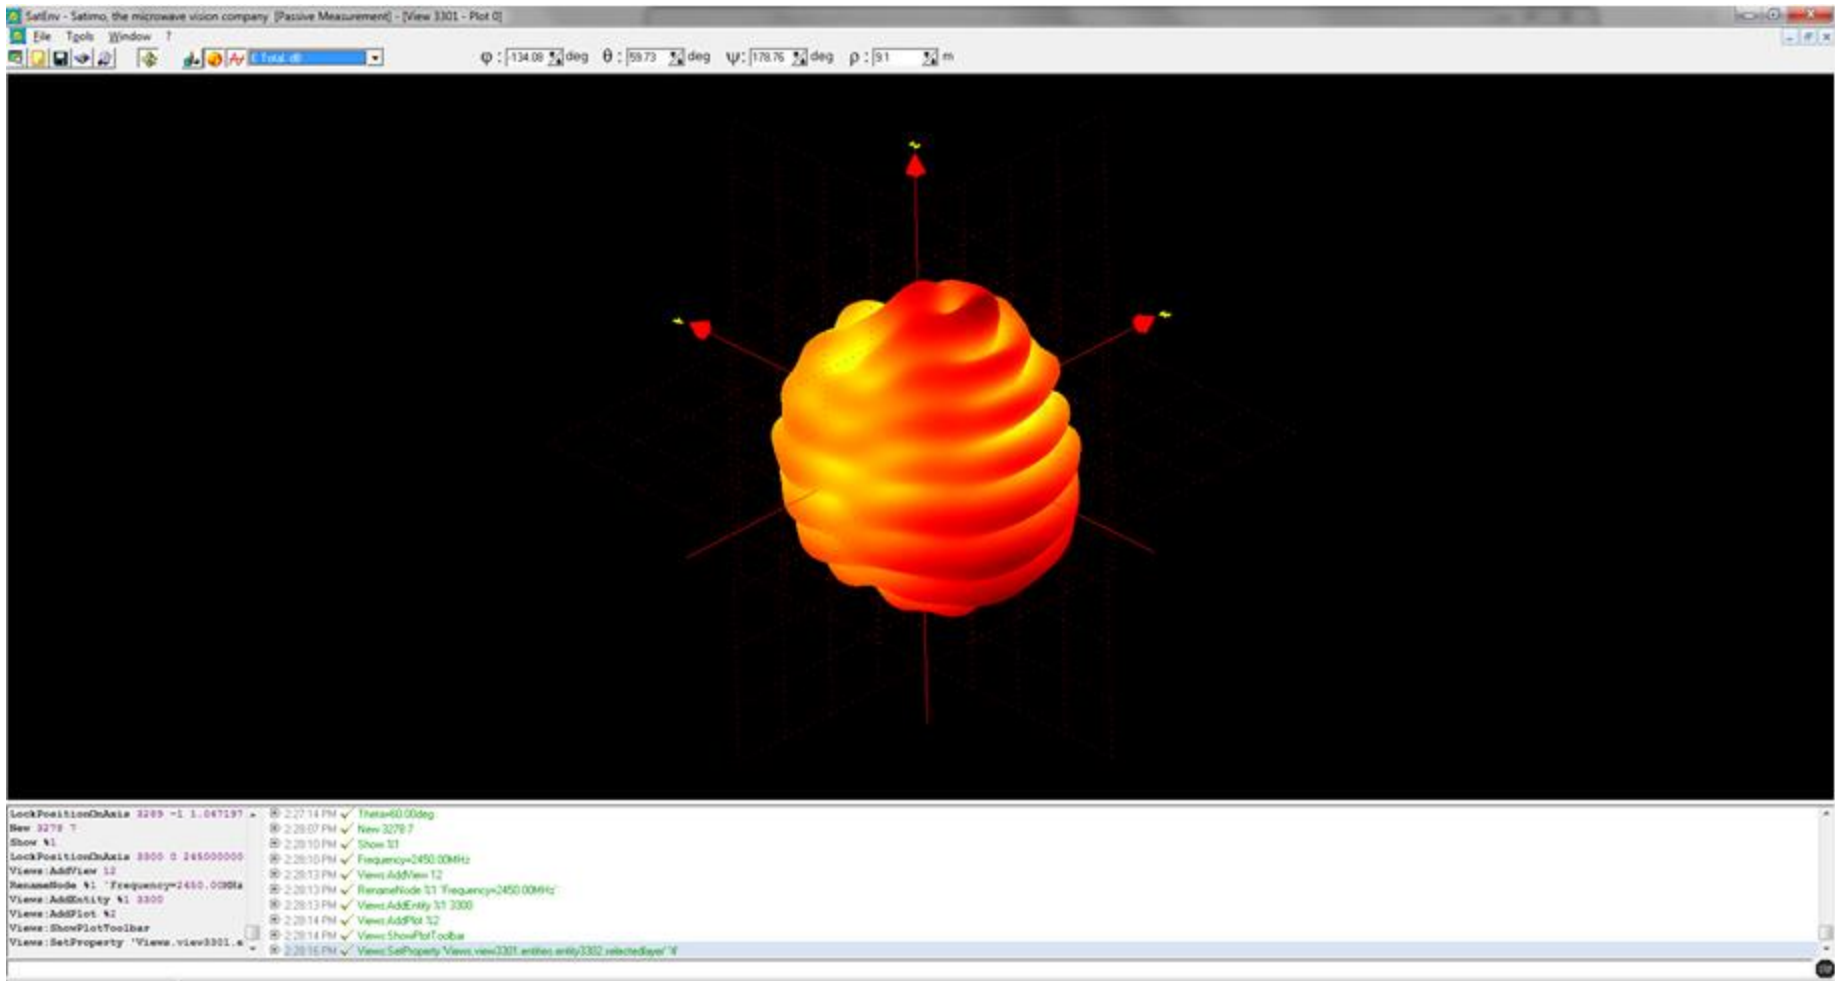 SatEnv - Satimo, the microwave vision company [Passive Measurement] - [View 3301 - Plot 0]
File Tools Window ?
E Total dB φ : -134.08 deg θ : 59.73 deg ψ: 178.76 deg ρ : 9.1 m
LockPositionOnAxis 3289 -1 1.047197
New 3278 7
Show %1
LockPositionOnAxis 3300 0 245000000
Views:AddView 12
RenameNode %1 'Frequency=2450.00MHz
Views:AddEntity %1 3300
Views:AddPlot %2
Views:ShowPlotToolbar
Views:SetProperty 'Views.view3301.e
2:27:14 PM Theta=60.00deg
2:28:07 PM New 3278 7
2:28:10 PM Show %1
2:28:10 PM Frequency=2450.00MHz
2:28:13 PM Views:AddView 12
2:28:13 PM RenameNode %1 'Frequency=2450.00MHz'
2:28:13 PM Views:AddEntity %1 3300
2:28:14 PM Views:AddPlot %2
2:28:14 PM Views:ShowPlotToolbar
2:28:16 PM Views:SetProperty 'Views.view3301.entities.entity3302.selectedlayer' '4'